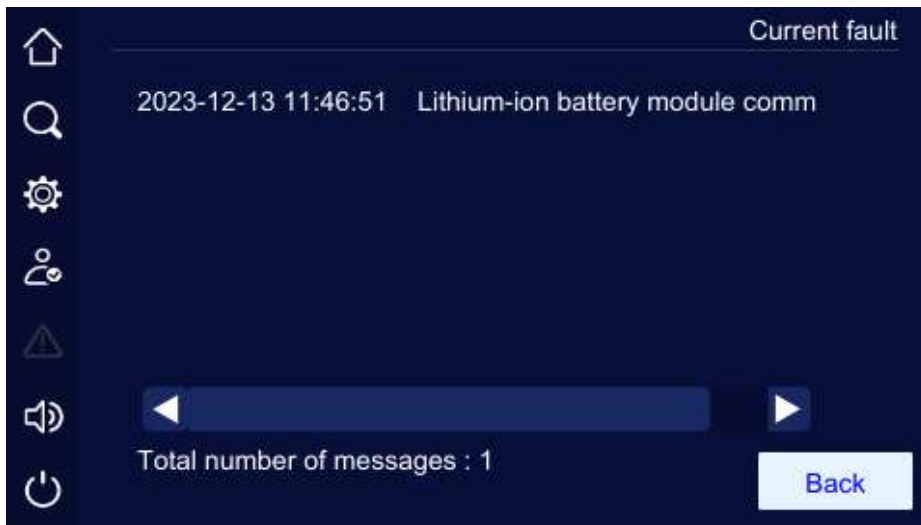 Current fault
2023-12-13 11:46:51 Lithium-ion battery module comm
Total number of messages : 1
Back